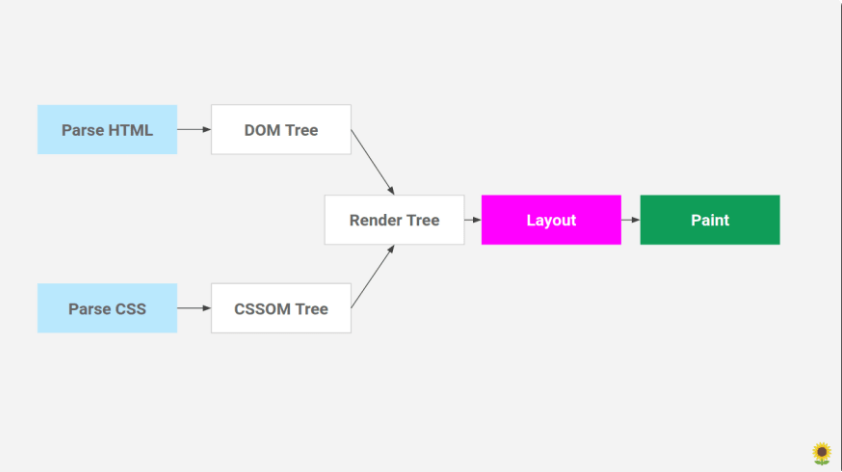 Parse HTML
DOM Tree
Render Tree
Layout
Paint
Parse CSS
CSSOM Tree